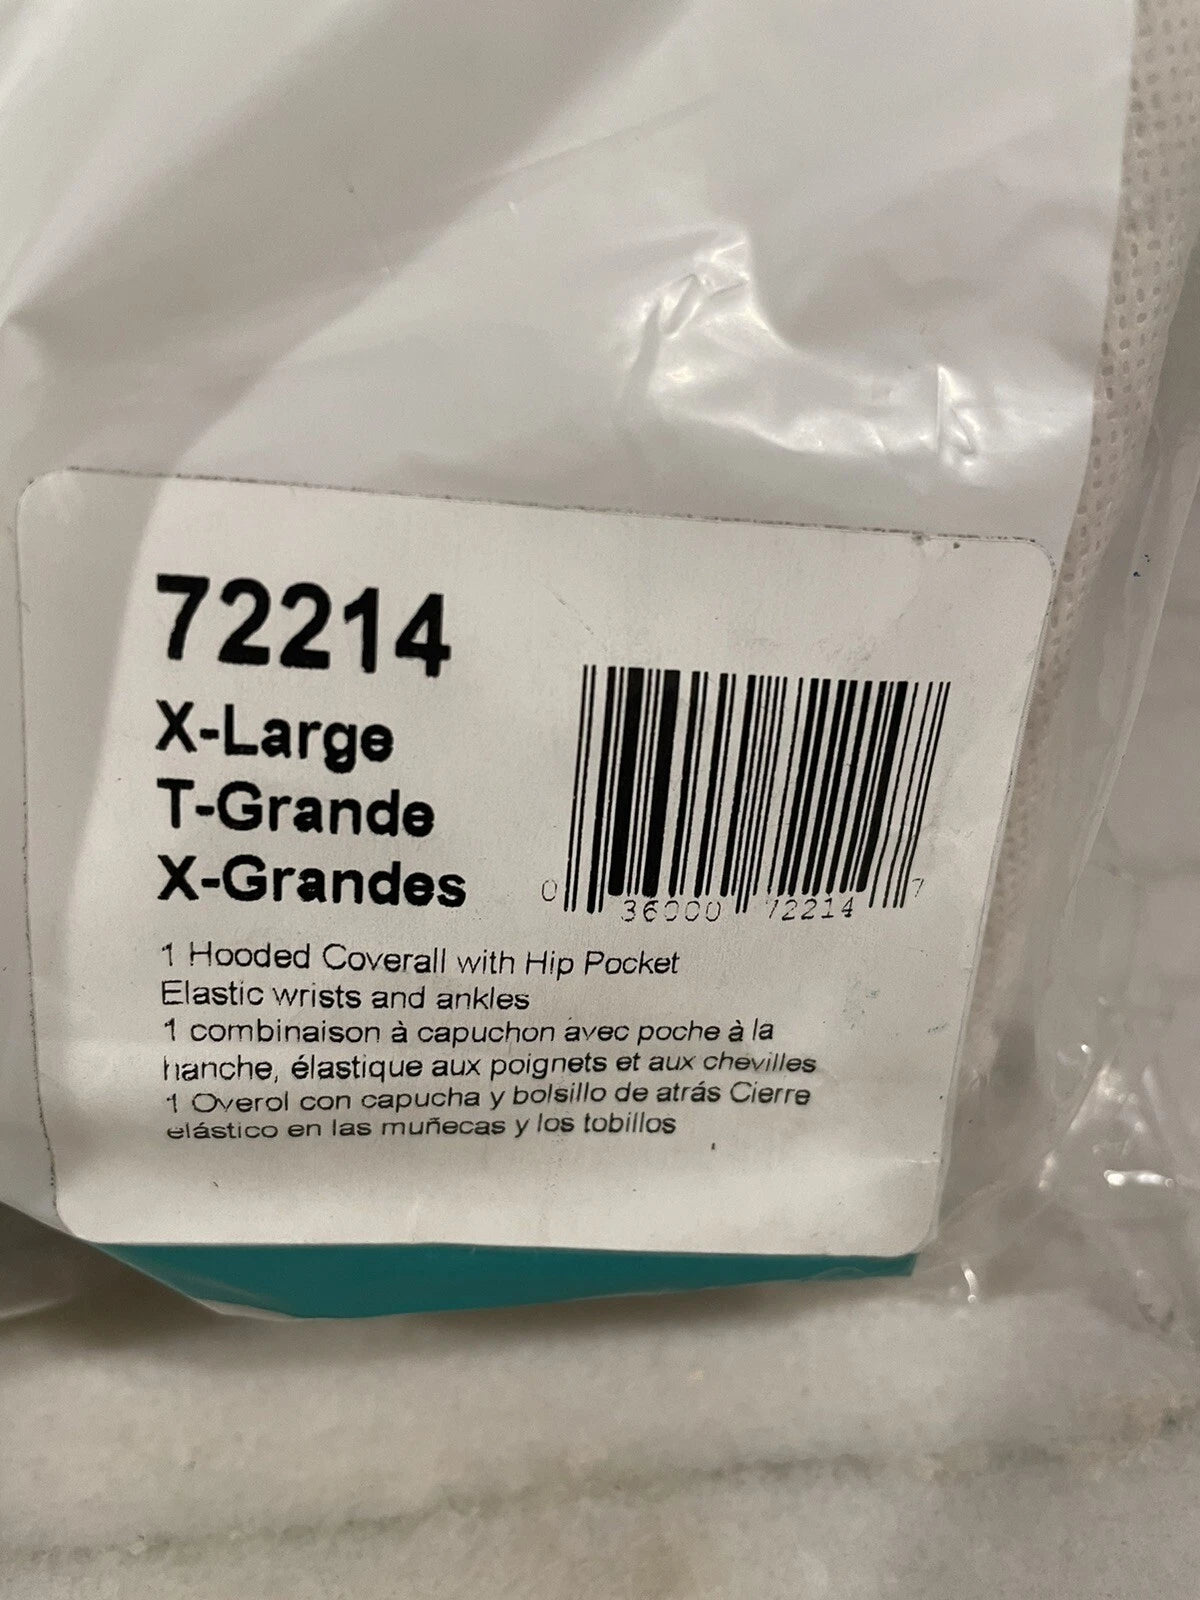 72214
X-Large
T-Grande
X-Grandes
0 36000 72214 7
1 Hooded Coverall with Hip Pocket
Elastic wrists and ankles
1 combinaison à capuchon avec poche à la
hanche, élastique aux poignets et aux chevilles
1 Overol con capucha y bolsillo de atrás Cierre
elástico en las muñecas y los tobillos